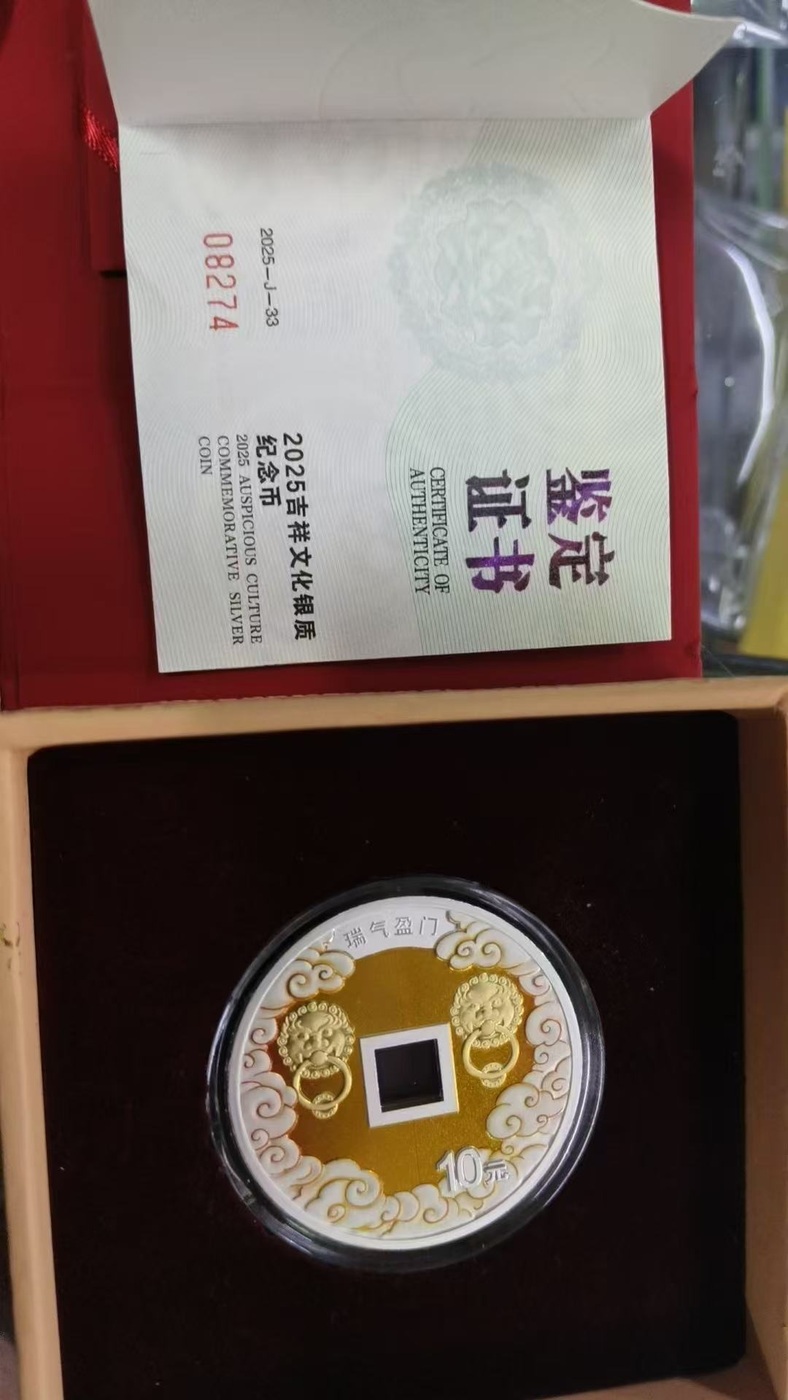 鉴定
证书
CERTIFICATE OF
AUTHENTICITY
2025吉祥文化银质
纪念币
2025 AUSPICIOUS CULTURE
COMMEMORATIVE SILVER
COIN
2025-J-33
08274
瑞气盈门
10元